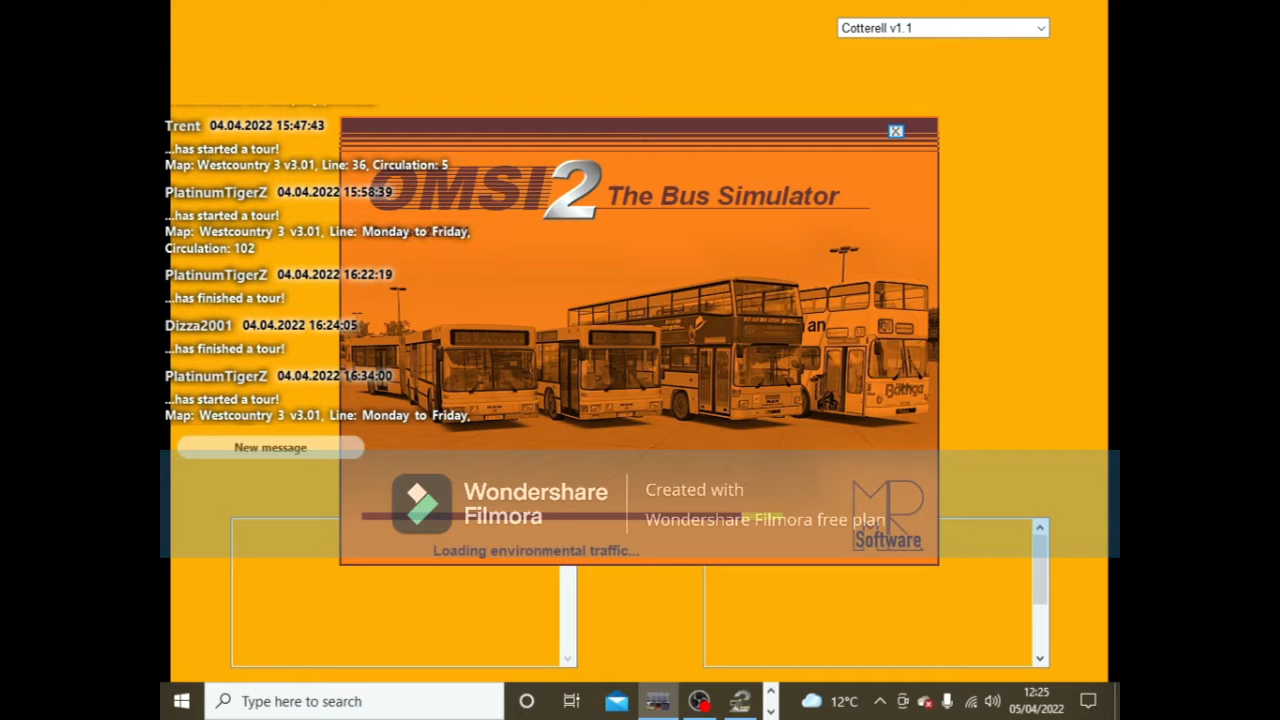 Cotterell v1.1
Trent 04.04.2022 15:47:43
...has started a tour!
Map: Westcountry 3 v3.01, Line: 36, Circulation: 5
PlatinumTigerZ 04.04.2022 15:58:39
...has started a tour!
Map: Westcountry 3 v3.01, Line: Monday to Friday,
Circulation: 102
PlatinumTigerZ 04.04.2022 16:22:19
...has finished a tour!
Dizza2001 04.04.2022 16:24:05
...has finished a tour!
PlatinumTigerZ 04.04.2022 16:34:00
...has started a tour!
Map: Westcountry 3 v3.01, Line: Monday to Friday,
New message
OMSI 2 The Bus Simulator
an
Bathga
Wondershare
Filmora
Created with
Wondershare Filmora free plan
MR
Software
Loading environmental traffic...
Type here to search
12°C
12:25
05/04/2022